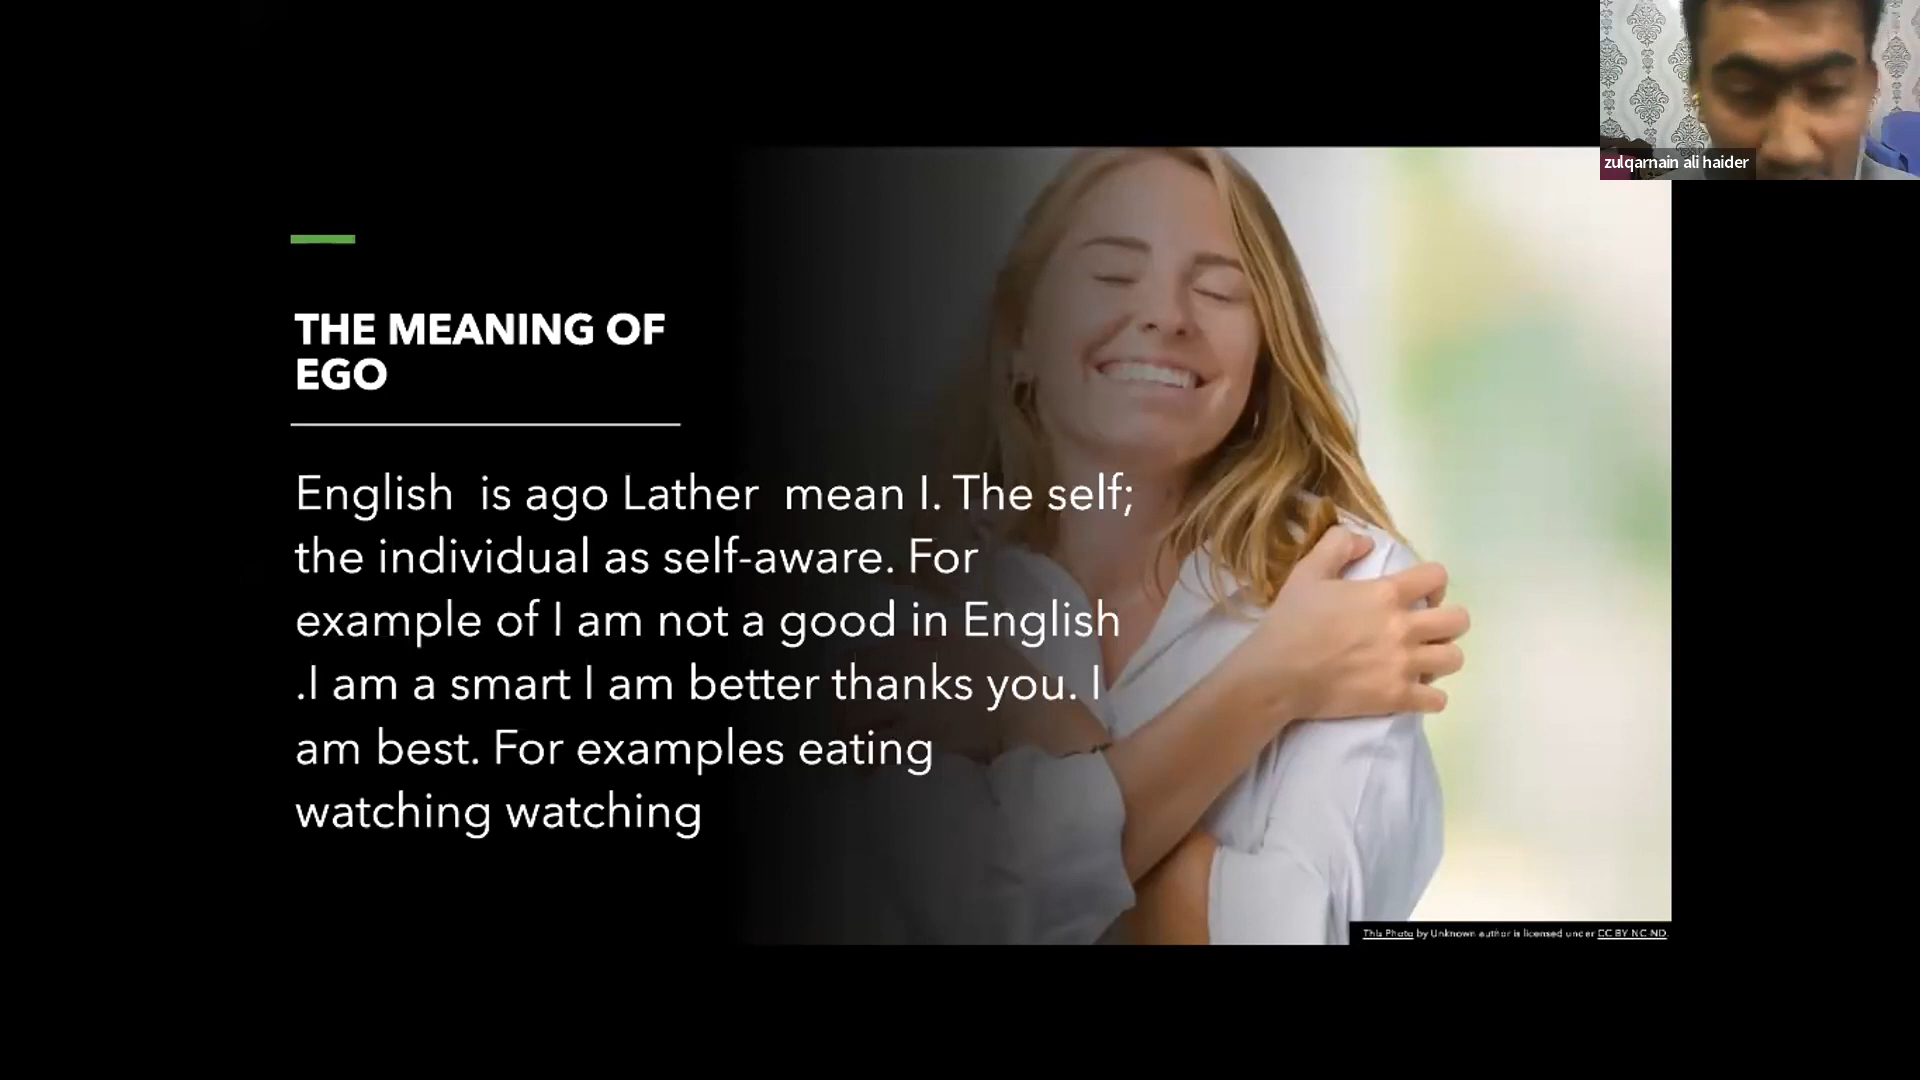 zulqarnain ali haider
THE MEANING OF
EGO
English is ago Lather mean I. The self;
the individual as self-aware. For
example of I am not a good in English
.I am a smart I am better thanks you. I
am best. For examples eating
watching watching
This Photo by Unknown author is licensed under CC BY NC ND.